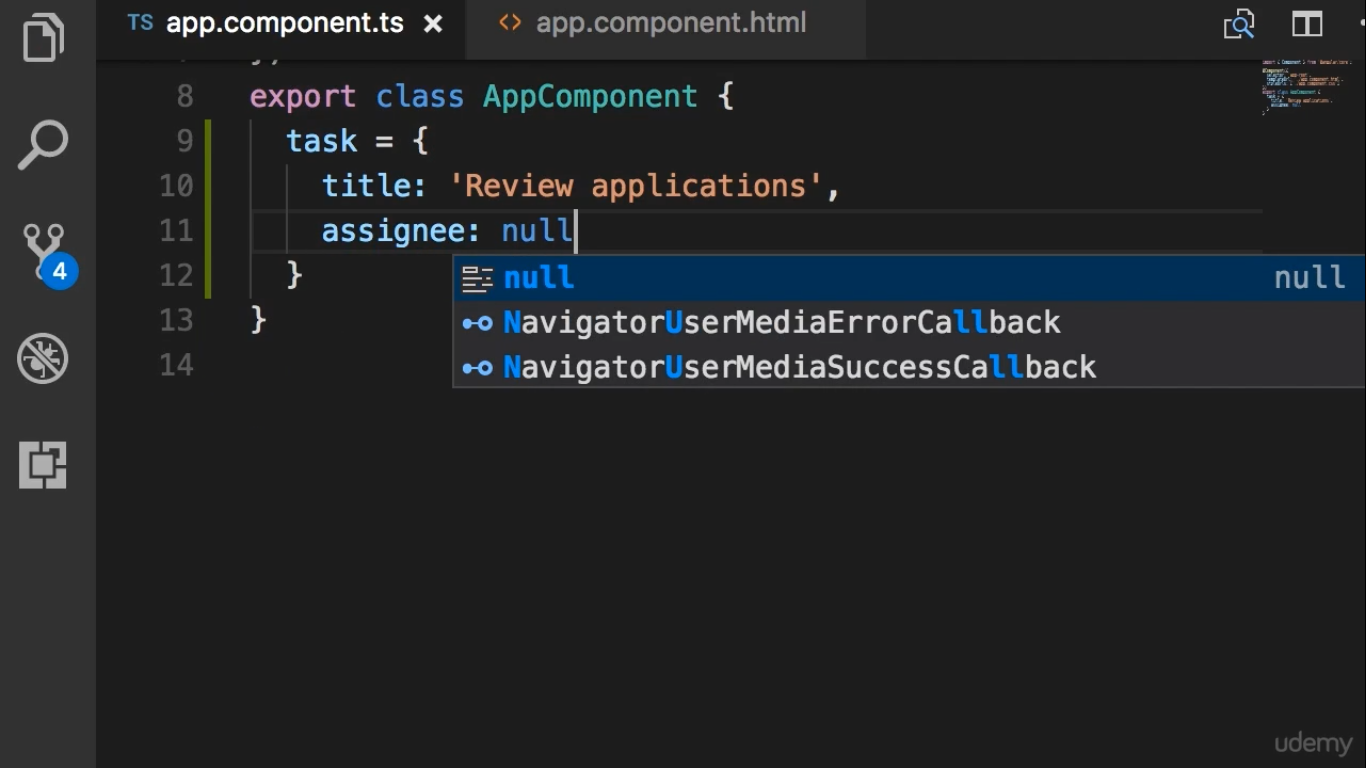 TS app.component.ts × <> app.component.html
8 export class AppComponent {
9 task = {
10 title: 'Review applications',
11 assignee: null
12 }
13 }
14
null null
NavigatorUserMediaErrorCallback
NavigatorUserMediaSuccessCallback
4
udemy